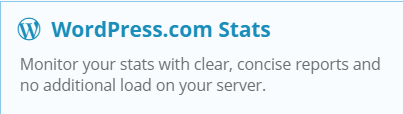 WordPress.com Stats
Monitor your stats with clear, concise reports and
no additional load on your server.